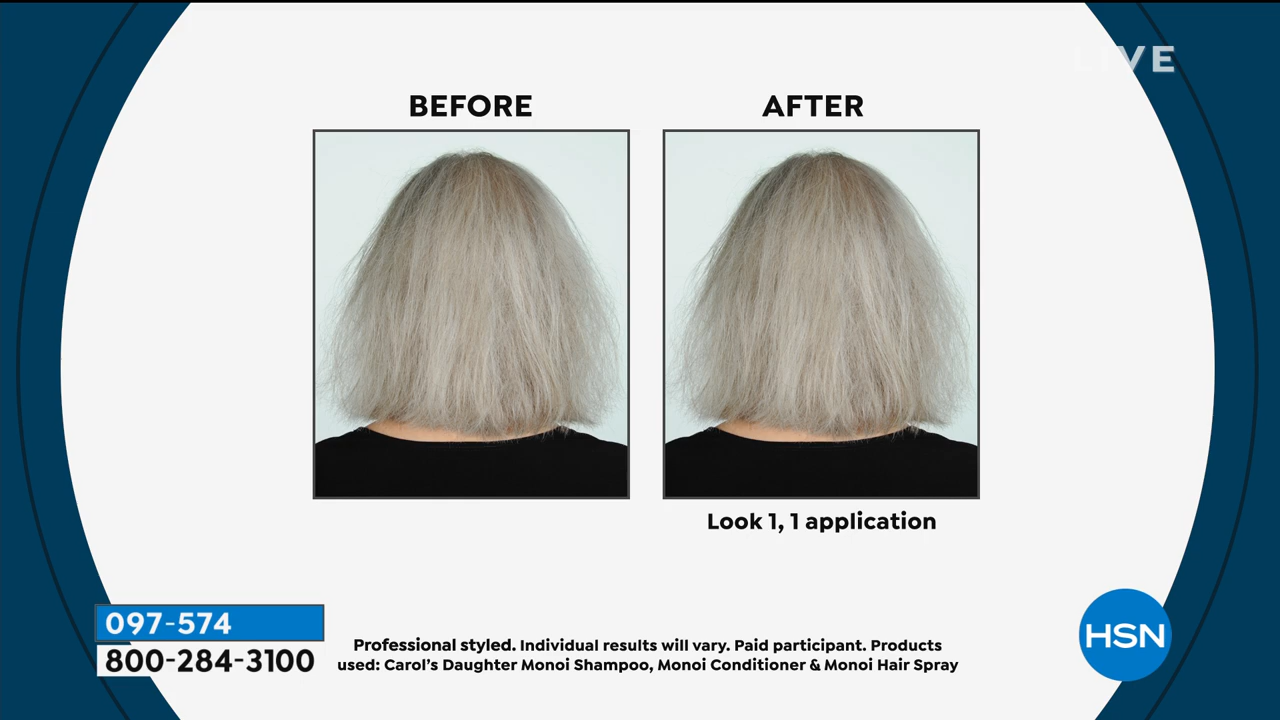 LIVE
BEFORE
AFTER
Look 1, 1 application
097-574
800-284-3100
Professional styled. Individual results will vary. Paid participant. Products
used: Carol's Daughter Monoi Shampoo, Monoi Conditioner & Monoi Hair Spray
HSN